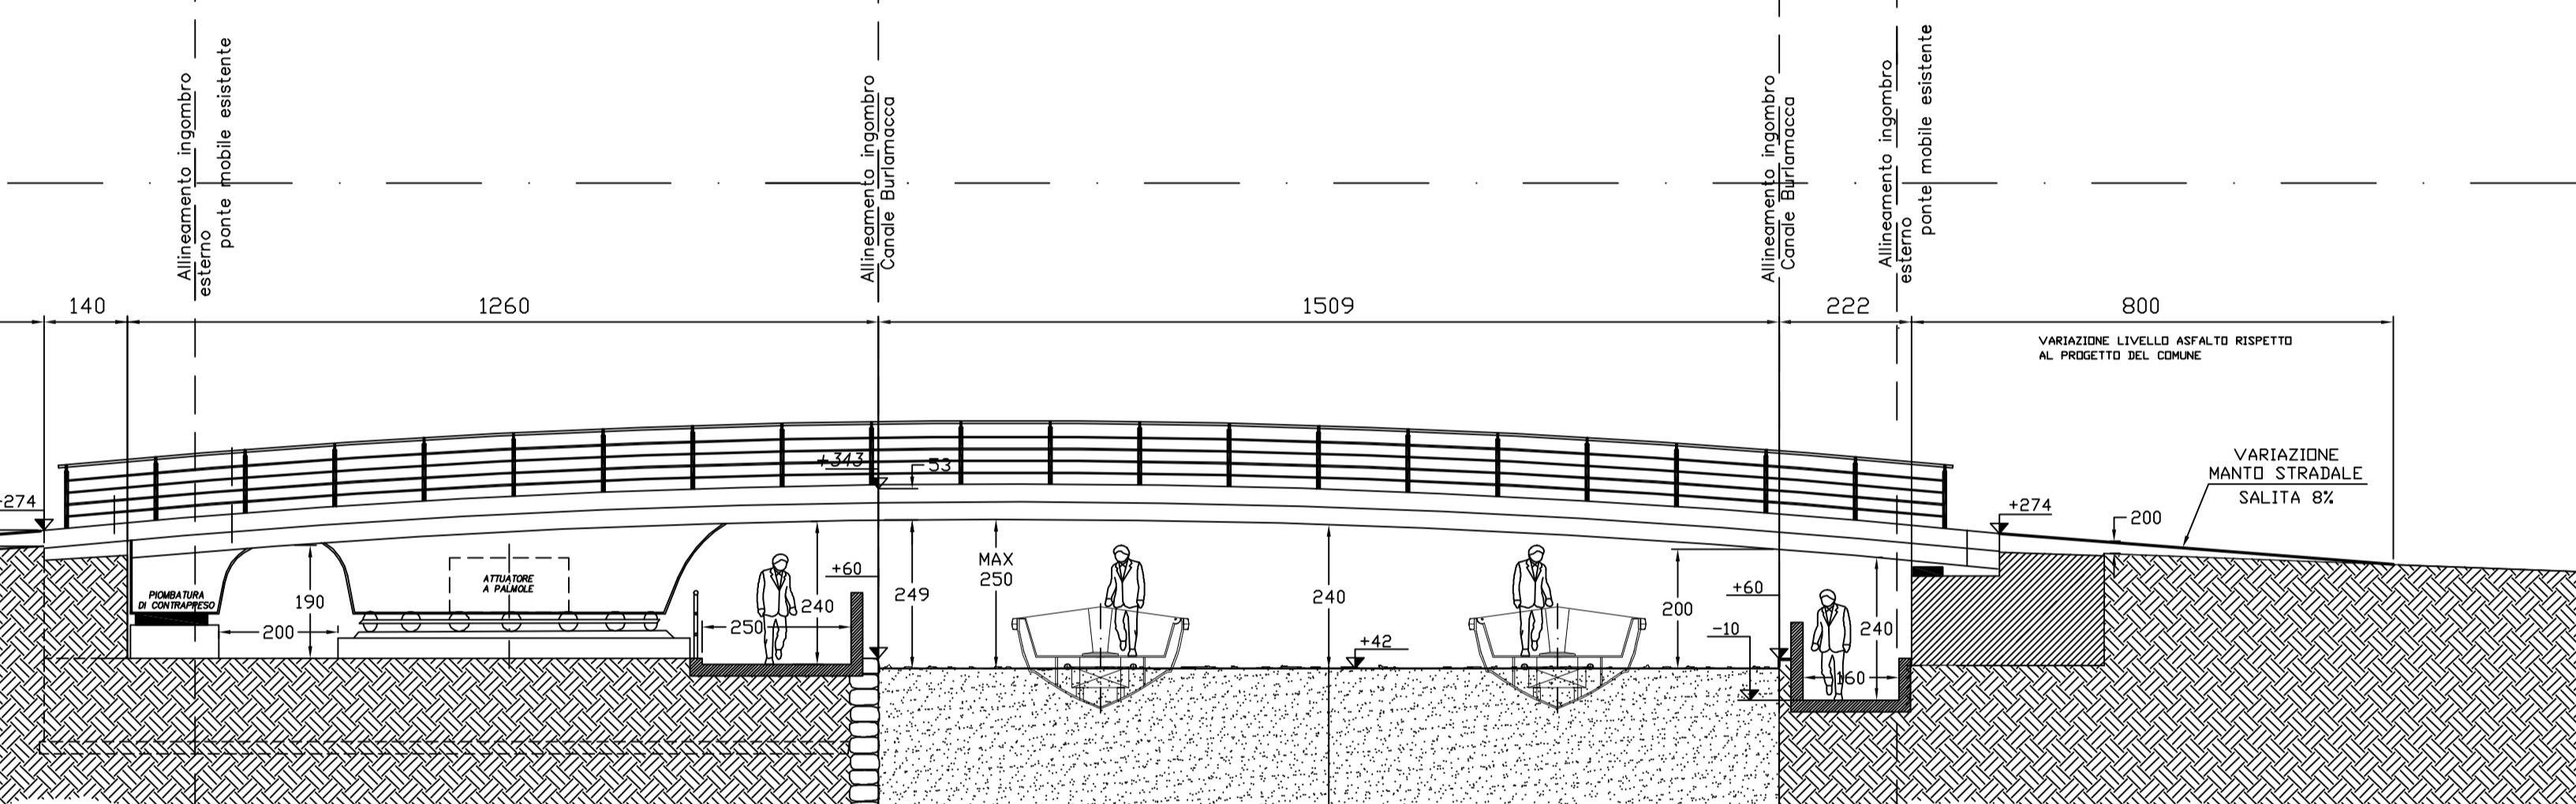 Allineamento ingombro
esterno
ponte mobile esistente
Allineamento ingombro
Canale Burlamacca
Allineamento ingombro
Canale Burlamacca
Allineamento ingombro
esterno
ponte mobile esistente
140
1260
1509
222
800
VARIAZIONE LIVELLO ASFALTO RISPETTO
AL PROGETTO DEL COMUNE
+343
53
VARIAZIONE
MANTO STRADALE
SALITA 8%
+274
+274
200
MAX
250
+60
249
240
200
+60
-10
240
240
ATTUATORE
A PALMOLE
PIOMBATURA
DI CONTRAPRESO
190
200
250
+42
160